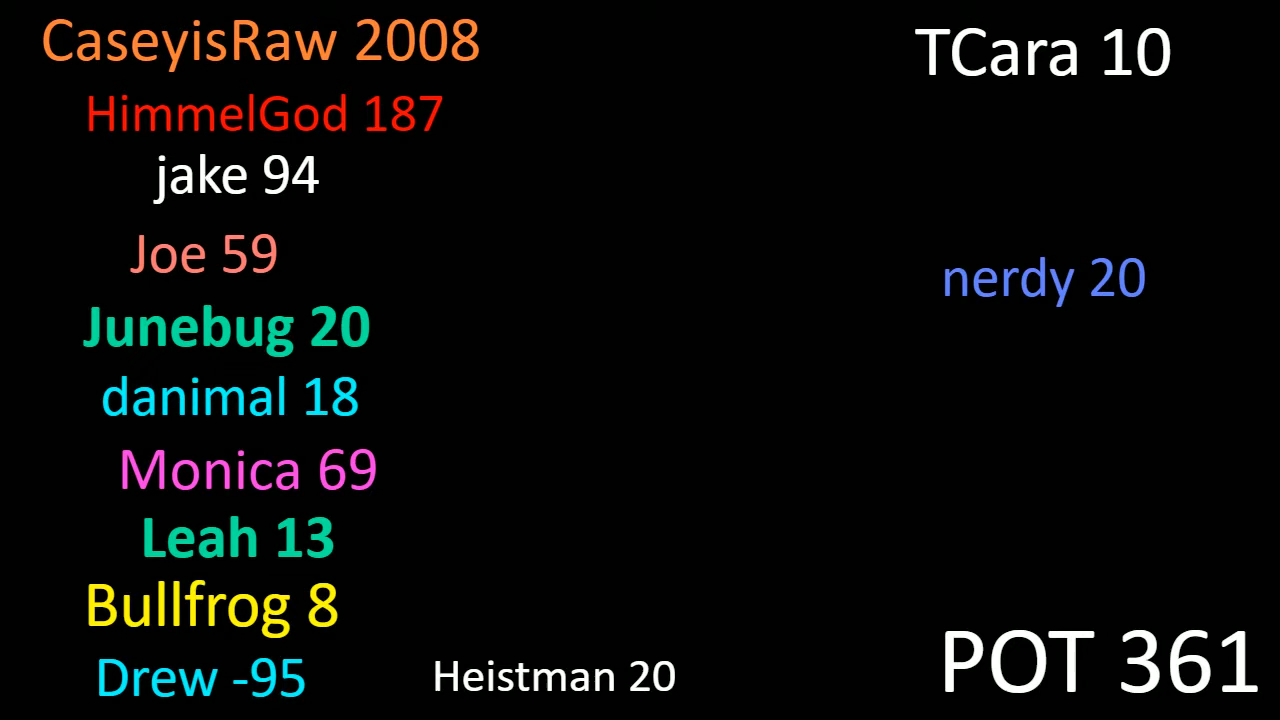 CaseyisRaw 2008
TCara 10
HimmelGod 187
jake 94
Joe 59
nerdy 20
Junebug 20
danimal 18
Monica 69
Leah 13
Bullfrog 8
Drew -95
Heistman 20
POT 361